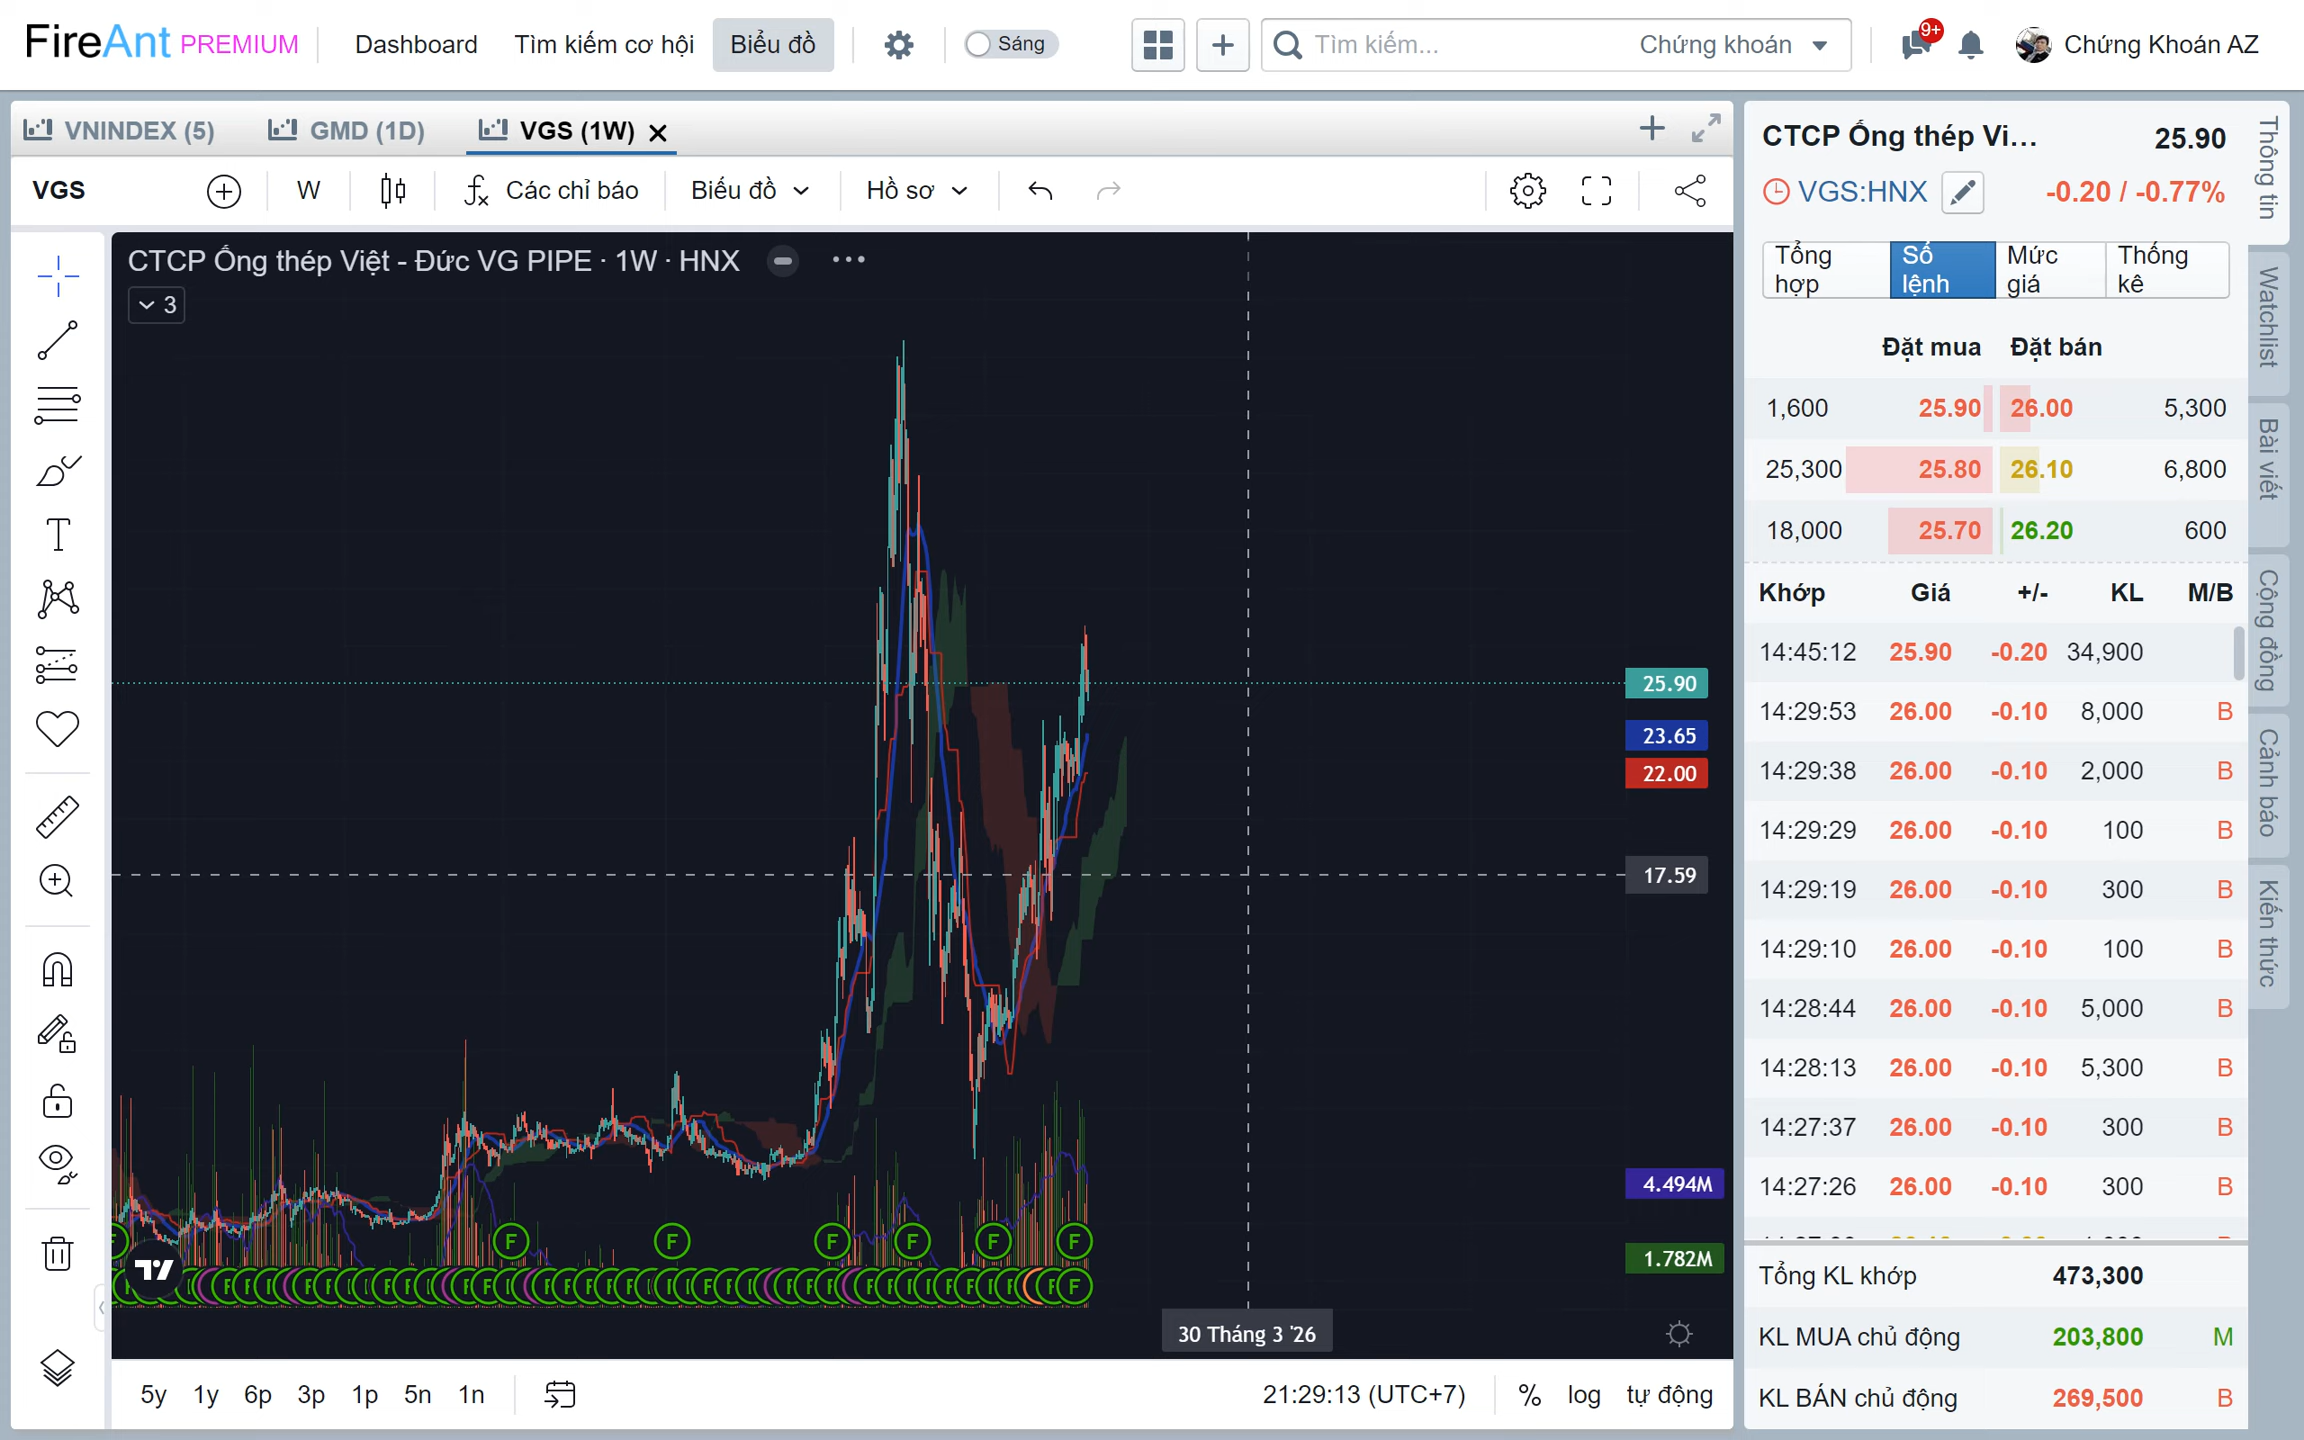 FireAnt PREMIUM
Dashboard
Tìm kiếm cơ hội
Biểu đồ
Sáng
Tìm kiếm...
Chứng khoán
9+
Chứng Khoán AZ
VNINDEX (5)
GMD (1D)
VGS (1W)
VGS
W
Các chỉ báo
Biểu đồ
Hồ sơ
CTCP Ống thép Việt - Đức VG PIPE · 1W · HNX
3
25.90
23.65
22.00
17.59
4.494M
1.782M
F F F F F F
30 Tháng 3 '26
5y 1y 6p 3p 1p 5n 1n
21:29:13 (UTC+7)
% log tự động
CTCP Ống thép Vi... 25.90
VGS:HNX -0.20 / -0.77%
Tổng hợp
Sổ lệnh
Mức giá
Thống kê
Đặt mua Đặt bán
1,600 25.90 26.00 5,300
25,300 25.80 26.10 6,800
18,000 25.70 26.20 600
Khớp Giá +/- KL M/B
14:45:12 25.90 -0.20 34,900
14:29:53 26.00 -0.10 8,000 B
14:29:38 26.00 -0.10 2,000 B
14:29:29 26.00 -0.10 100 B
14:29:19 26.00 -0.10 300 B
14:29:10 26.00 -0.10 100 B
14:28:44 26.00 -0.10 5,000 B
14:28:13 26.00 -0.10 5,300 B
14:27:37 26.00 -0.10 300 B
14:27:26 26.00 -0.10 300 B
Tổng KL khớp 473,300
KL MUA chủ động 203,800 M
KL BÁN chủ động 269,500 B
Thông tin
Watchlist
Bài viết
Cộng đồng
Cảnh báo
Kiến thức